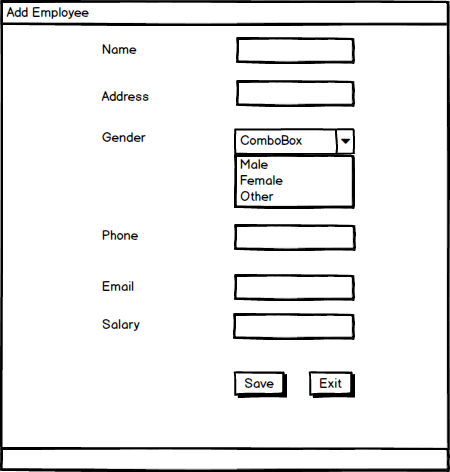 Add Employee
Name
Address
Gender ComboBox
Male
Female
Other
Phone
Email
Salary
Save Exit